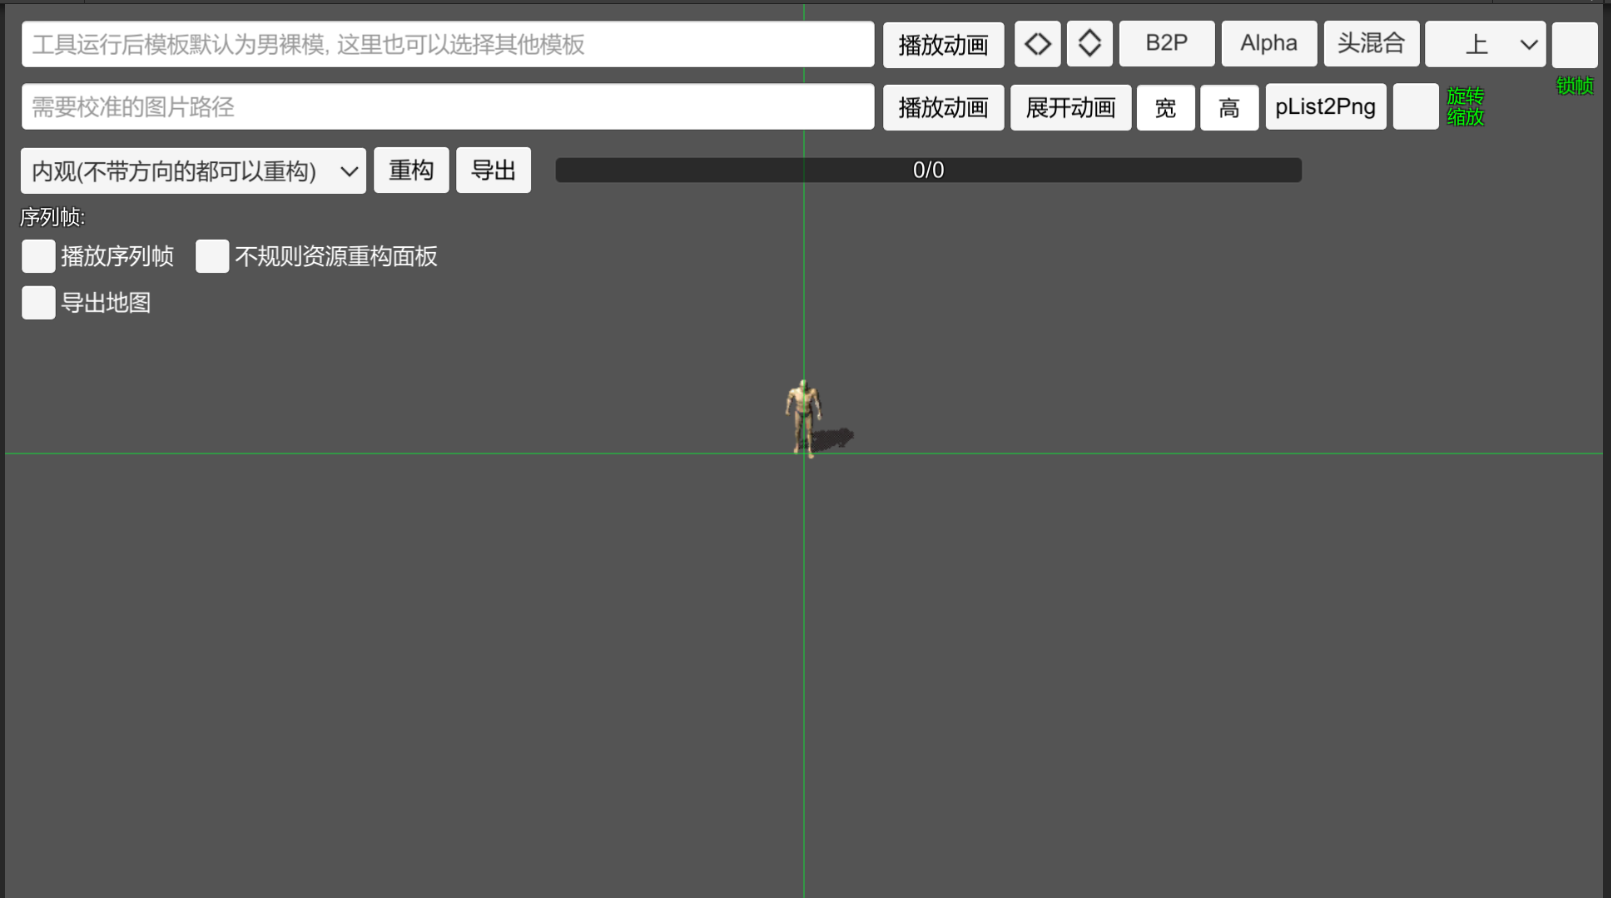 工具运行后模板默认为男裸模, 这里也可以选择其他模板 播放动画 B2P Alpha 头混合 上
锁帧
需要校准的图片路径 播放动画 展开动画 宽 高 pList2Png 旋转
缩放
内观(不带方向的都可以重构) 重构 导出 0/0
序列帧:
播放序列帧 不规则资源重构面板
导出地图